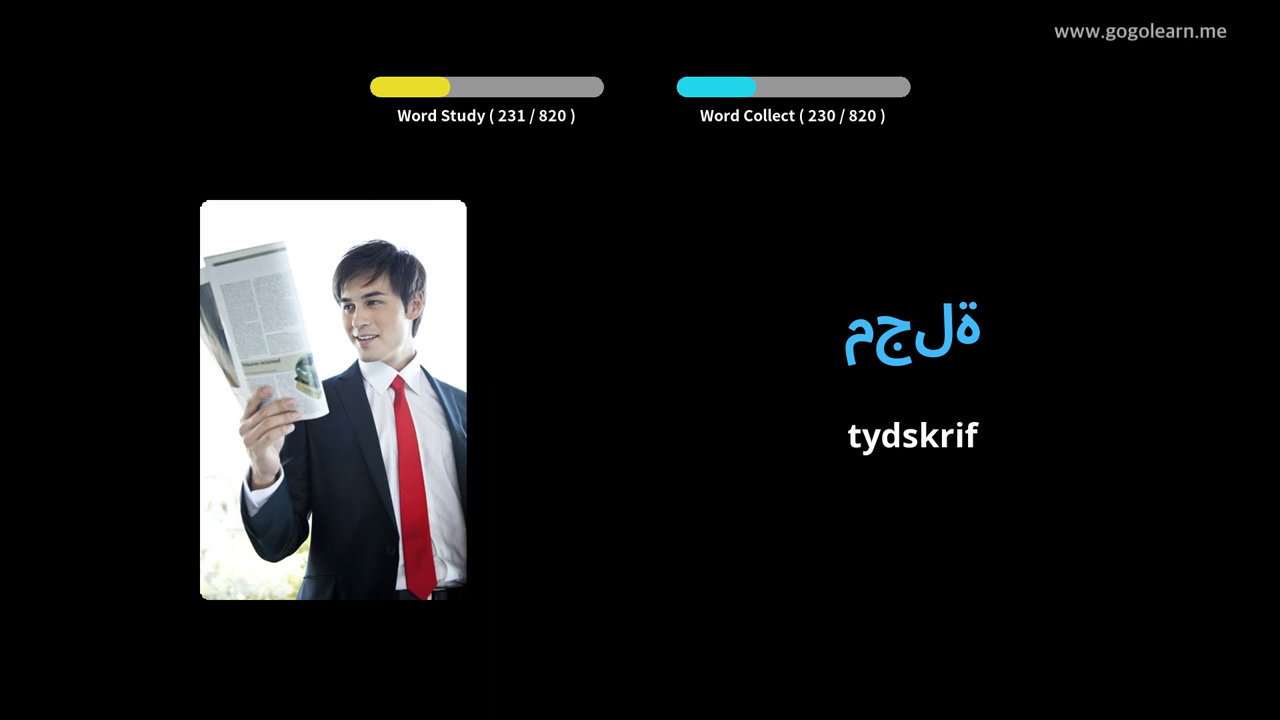 www.gogolearn.me
Word Study ( 231 / 820 )
Word Collect ( 230 / 820 )
مجلة
tydskrif